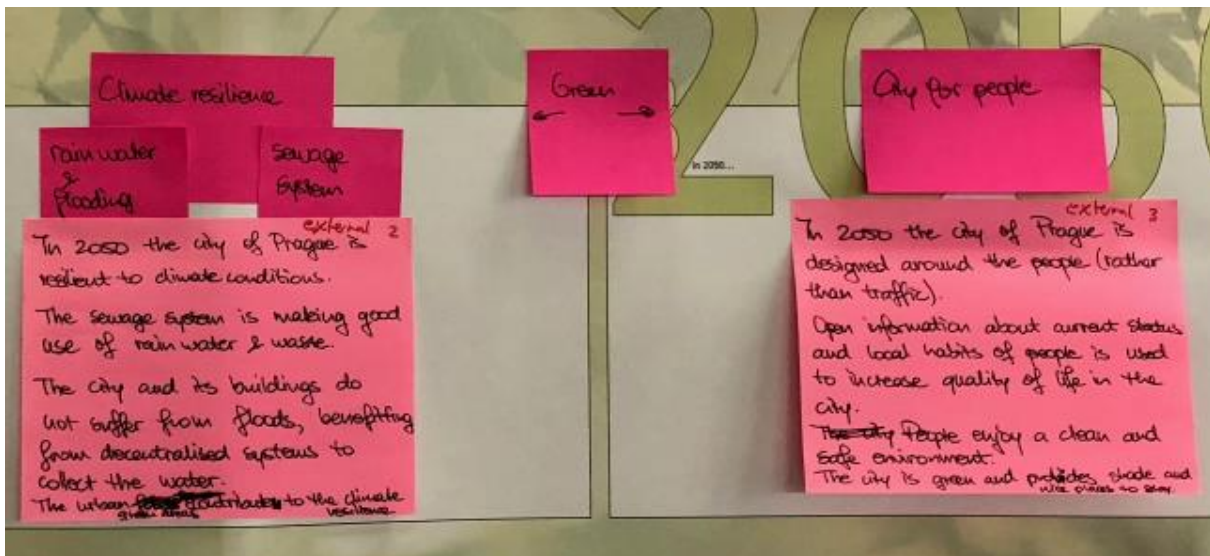 Climate resilience
rain water
&
flooding
sewage
system
external 2
In 2050 the city of Prague is
resilient to climate conditions.
The sewage system is making good
use of rain water & waste.
The city and its buildings do
not suffer from floods, benefitting
from decentralised systems to
collect the water.
The urban contributes to the climate
green areas resilience
Green
2050
in 2050...
City for people
external 3
In 2050 the city of Prague is
designed around the people (rather
than traffic).
Open information about current status
and local habits of people is used
to increase quality of life in the
city.
The city People enjoy a clean and
safe environment.
The city is green and provides shade and
nice places to stay.